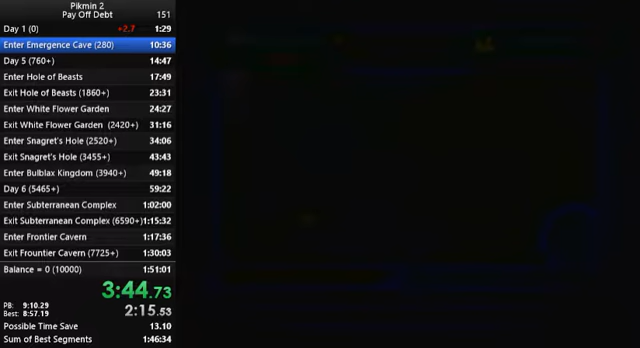 Pikmin 2
Pay Off Debt 151
Day 1 (0) +2.7 1:29
Enter Emergence Cave (280) 10:36
Day 5 (760+) 14:47
Enter Hole of Beasts 17:49
Exit Hole of Beasts (1860+) 23:31
Enter White Flower Garden 24:27
Exit White Flower Garden (2420+) 31:16
Enter Snagret's Hole (2520+) 34:06
Exit Snagret's Hole (3455+) 43:43
Enter Bulblax Kingdom (3940+) 49:18
Day 6 (5465+) 59:22
Enter Subterranean Complex 1:02:00
Exit Subterranean Complex (6590+) 1:15:32
Enter Frontier Cavern 1:17:36
Exit Frountier Cavern (7725+) 1:30:03
Balance = 0 (10000) 1:51:01
3:44.73
PB: 9:10.29
Best: 8:57.19 2:15.53
Possible Time Save 13.10
Sum of Best Segments 1:46:34